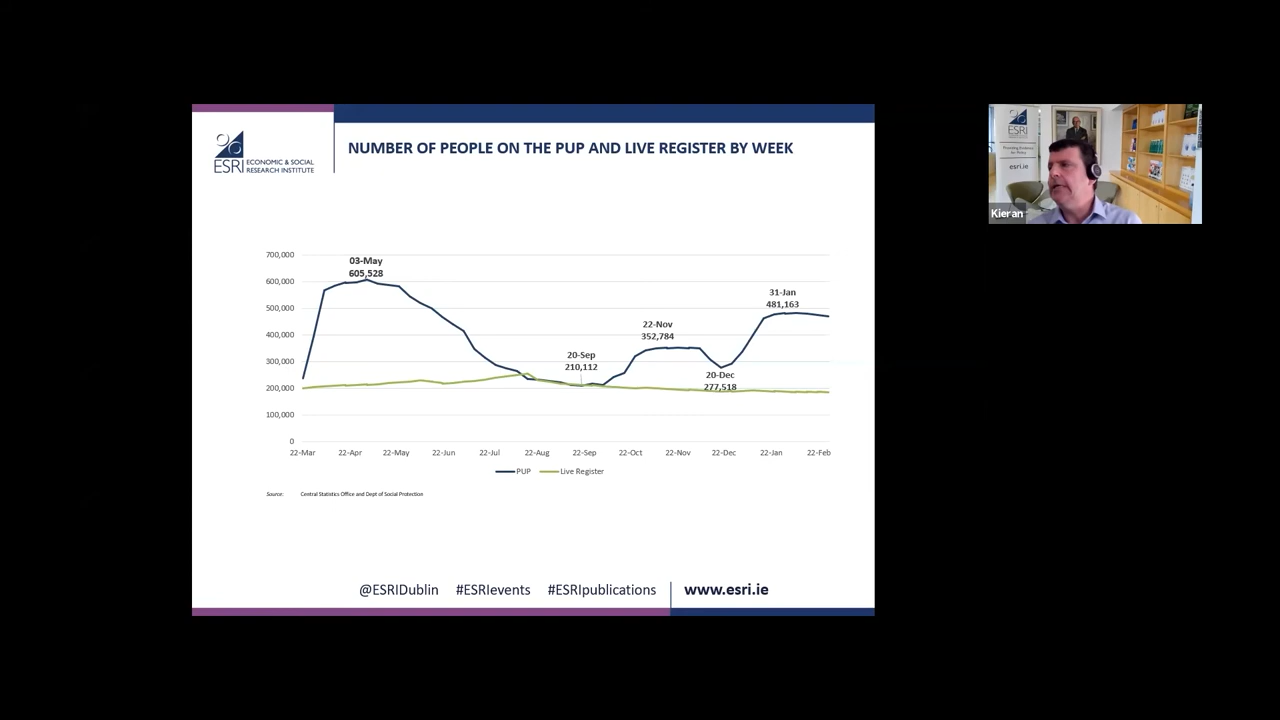 NUMBER OF PEOPLE ON THE PUP AND LIVE REGISTER BY WEEK
ESRI
ECONOMIC & SOCIAL
RESEARCH INSTITUTE
700,000
600,000
500,000
400,000
300,000
200,000
100,000
0
03-May
605,528
20-Sep
210,112
22-Nov
352,784
20-Dec
277,518
31-Jan
481,163
22-Mar
22-Apr
22-May
22-Jun
22-Jul
22-Aug
22-Sep
22-Oct
22-Nov
22-Dec
22-Jan
22-Feb
PUP
Live Register
Source: Central Statistics Office and Dept of Social Protection
@ESRIDublin #ESRIevents #ESRIpublications www.esri.ie
ESRI
esri.ie
Kieran